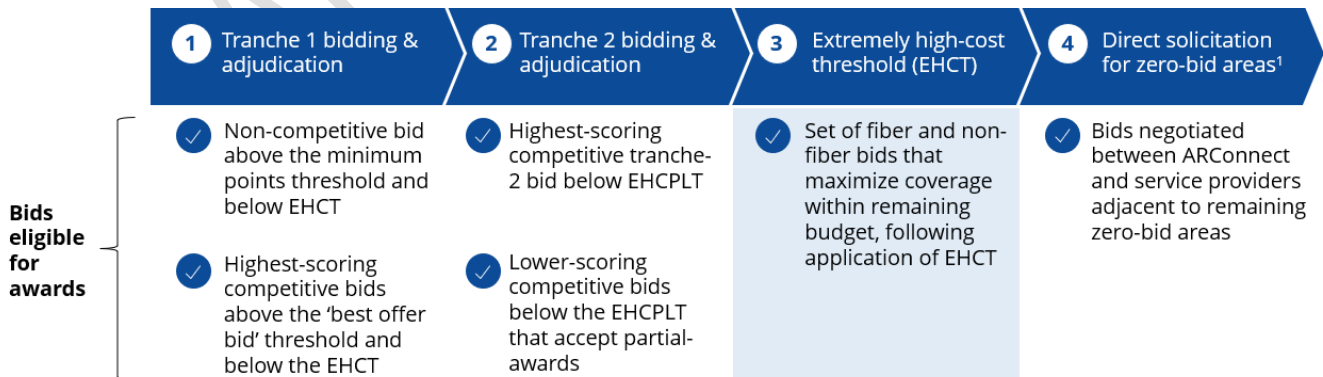 1 Tranche 1 bidding &
adjudication
2 Tranche 2 bidding &
adjudication
3 Extremely high-cost
threshold (EHCT)
4 Direct solicitation
for zero-bid areas¹
Bids
eligible
for
awards
Non-competitive bid
above the minimum
points threshold and
below EHCT
Highest-scoring
competitive bids
above the ‘best offer
bid’ threshold and
below the EHCT
Highest-scoring
competitive tranche-
2 bid below EHCPLT
Lower-scoring
competitive bids
below the EHCPLT
that accept partial-
awards
Set of fiber and non-
fiber bids that
maximize coverage
within remaining
budget, following
application of EHCT
Bids negotiated
between ARConnect
and service providers
adjacent to remaining
zero-bid areas